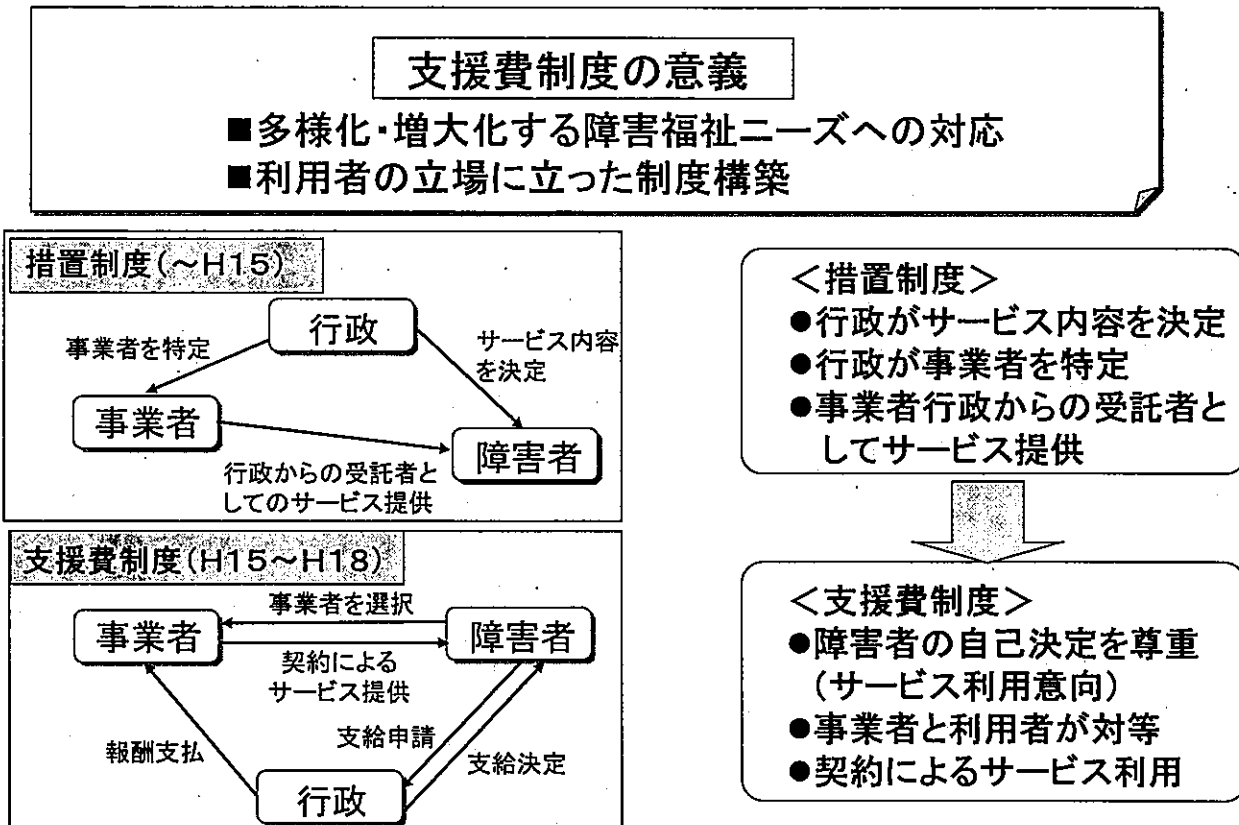 支援費制度の意義
■多様化・増大化する障害福祉ニーズへの対応
■利用者の立場に立った制度構築
措置制度(～H15)
行政
事業者を特定
サービス内容
を決定
事業者
障害者
行政からの受託者と
してのサービス提供
＜措置制度＞
●行政がサービス内容を決定
●行政が事業者を特定
●事業者行政からの受託者と
してサービス提供
支援費制度(H15～H18)
事業者を選択
事業者
障害者
契約による
サービス提供
報酬支払
支給申請
支給決定
行政
＜支援費制度＞
●障害者の自己決定を尊重
(サービス利用意向)
●事業者と利用者が対等
●契約によるサービス利用